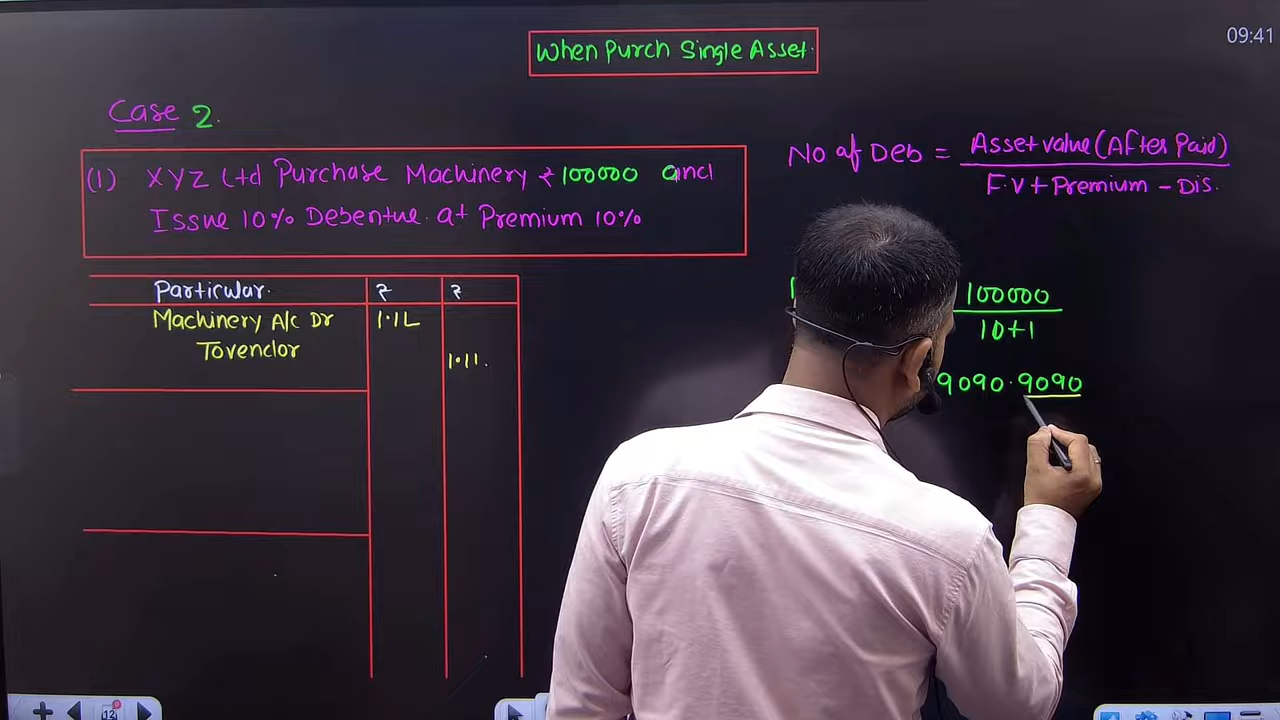 09:41
When Purch Single Asset.
Case 2.
(1) XYZ Ltd Purchase Machinery ₹100000 and
Issue 10% Debentue. at Premium 10%
Particular. ₹ ₹
Machinery A/c Dr 1.1L
To vendor
1.1L.
No of Deb = Asset value (After Paid)
F.V + Premium - Dis.
100000
10+1
9090.9090
12